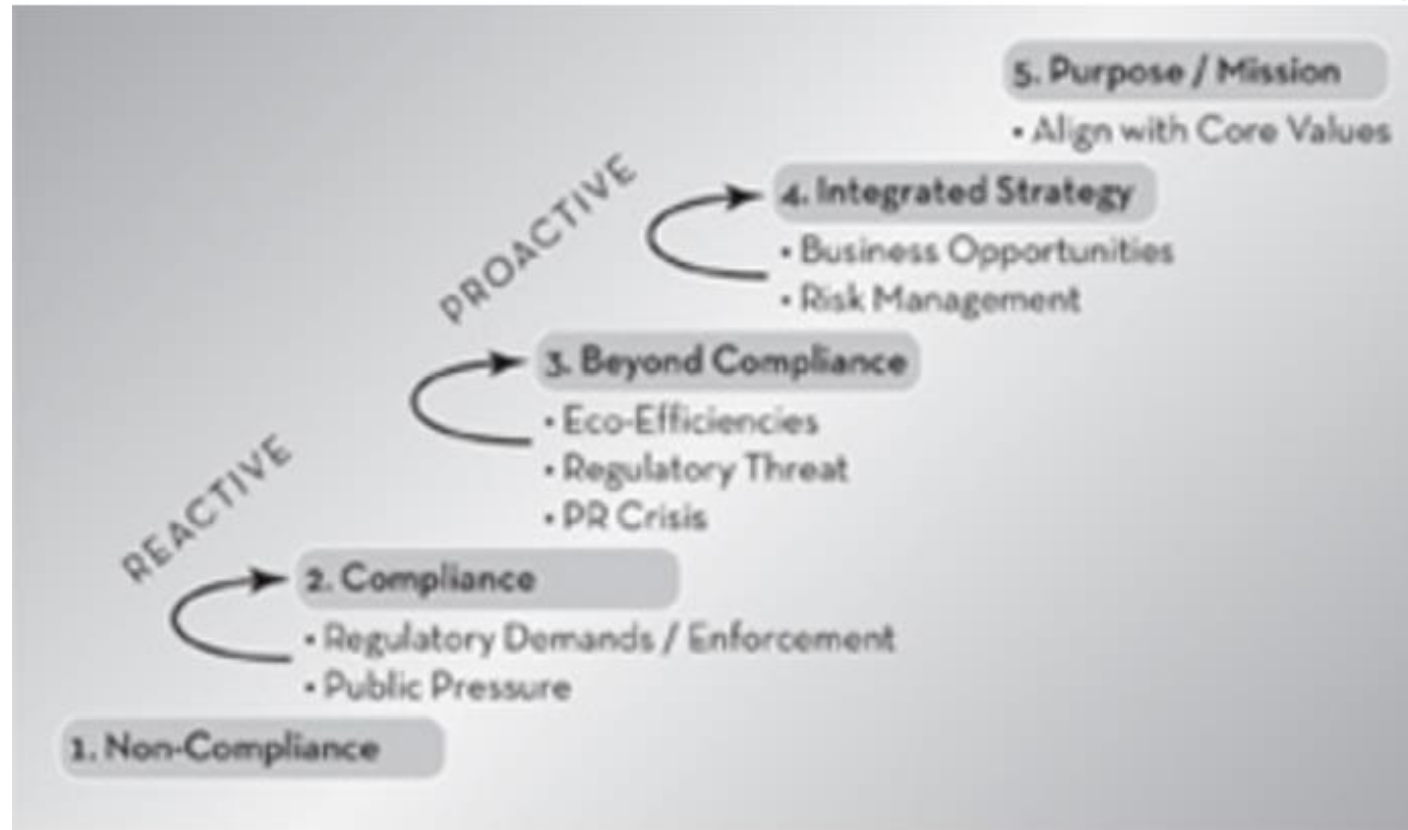 5. Purpose / Mission
• Align with Core Values
PROACTIVE
4. Integrated Strategy
• Business Opportunities
• Risk Management
3. Beyond Compliance
• Eco-Efficiencies
• Regulatory Threat
• PR Crisis
REACTIVE
2. Compliance
• Regulatory Demands / Enforcement
• Public Pressure
1. Non-Compliance